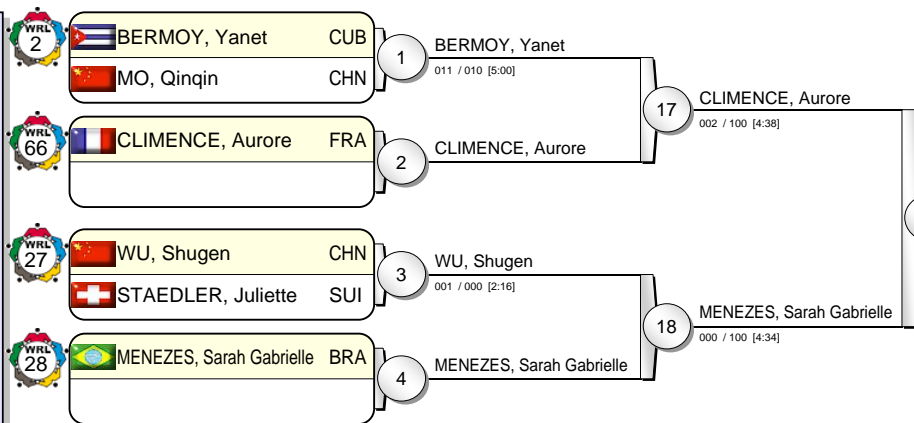 WRL
2
BERMOY, Yanet CUB
MO, Qinqin CHN
1
BERMOY, Yanet
011 / 010 [5:00]
WRL
66
CLIMENCE, Aurore FRA
2
CLIMENCE, Aurore
17
CLIMENCE, Aurore
002 / 100 [4:38]
WRL
27
WU, Shugen CHN
STAEDLER, Juliette SUI
3
WU, Shugen
001 / 000 [2:16]
WRL
28
MENEZES, Sarah Gabrielle BRA
4
MENEZES, Sarah Gabrielle
18
MENEZES, Sarah Gabrielle
000 / 100 [4:34]